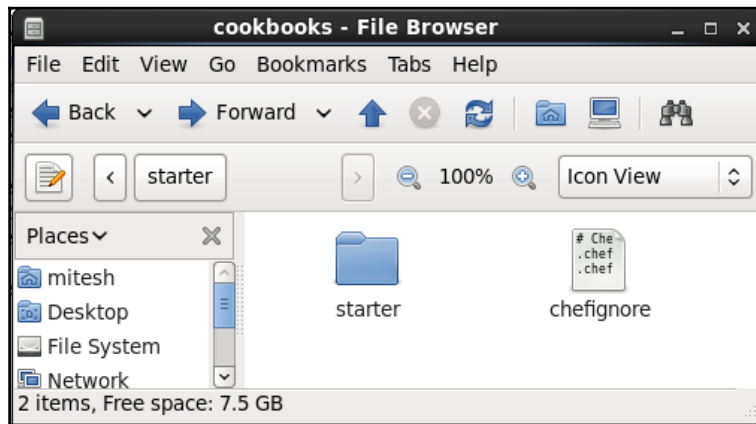 cookbooks - File Browser
File Edit View Go Bookmarks Tabs Help
Back Forward
starter 100% Icon View
Places
mitesh
Desktop
File System
Network
# Che
.chef
.chef
starter chefignore
2 items, Free space: 7.5 GB